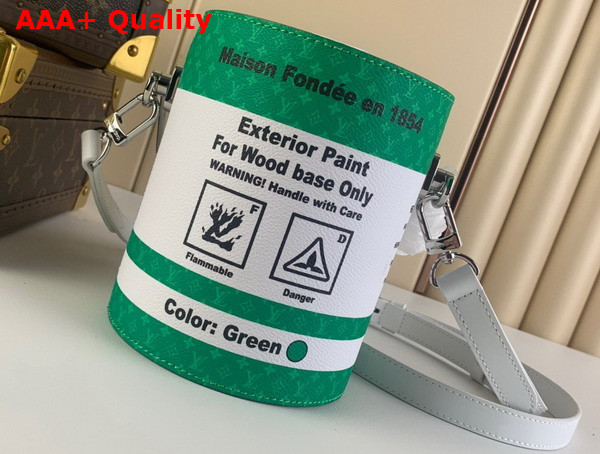 AAA+ Quality
Maison Fondée en 1854
Exterior Paint
For Wood base Only
WARNING! Handle with Care
F
D
Flammable
Danger
Color: Green